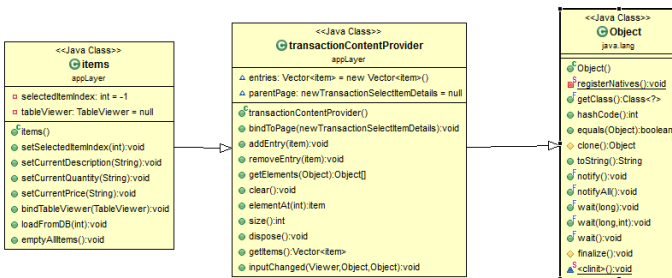 <<Java Class>>
items
appLayer
selectedItemIndex: int = -1
tableViewer: TableViewer = null
items()
setSelectedItemIndex(int):void
setCurrentDescription(String):void
setCurrentQuantity(String):void
setCurrentPrice(String):void
bindTableViewer(TableViewer):void
loadFromDB(int):void
emptyAllItems():void
<<Java Class>>
transactionContentProvider
appLayer
entries: Vector<item> = new Vector<item>()
parentPage: newTransactionSelectItemDetails = null
transactionContentProvider()
bindToPage(newTransactionSelectItemDetails):void
addEntry(item):void
removeEntry(item):void
getElements(Object):Object[]
clear():void
elementAt(int):item
size():int
dispose():void
getItems():Vector<item>
inputChanged(Viewer,Object,Object):void
<<Java Class>>
Object
java.lang
Object()
registerNatives():void
getClass():Class<?>
hashCode():int
equals(Object):boolean
clone():Object
toString():String
notify():void
notifyAll():void
wait(long):void
wait(long,int):void
wait():void
finalize():void
<clinit>():void